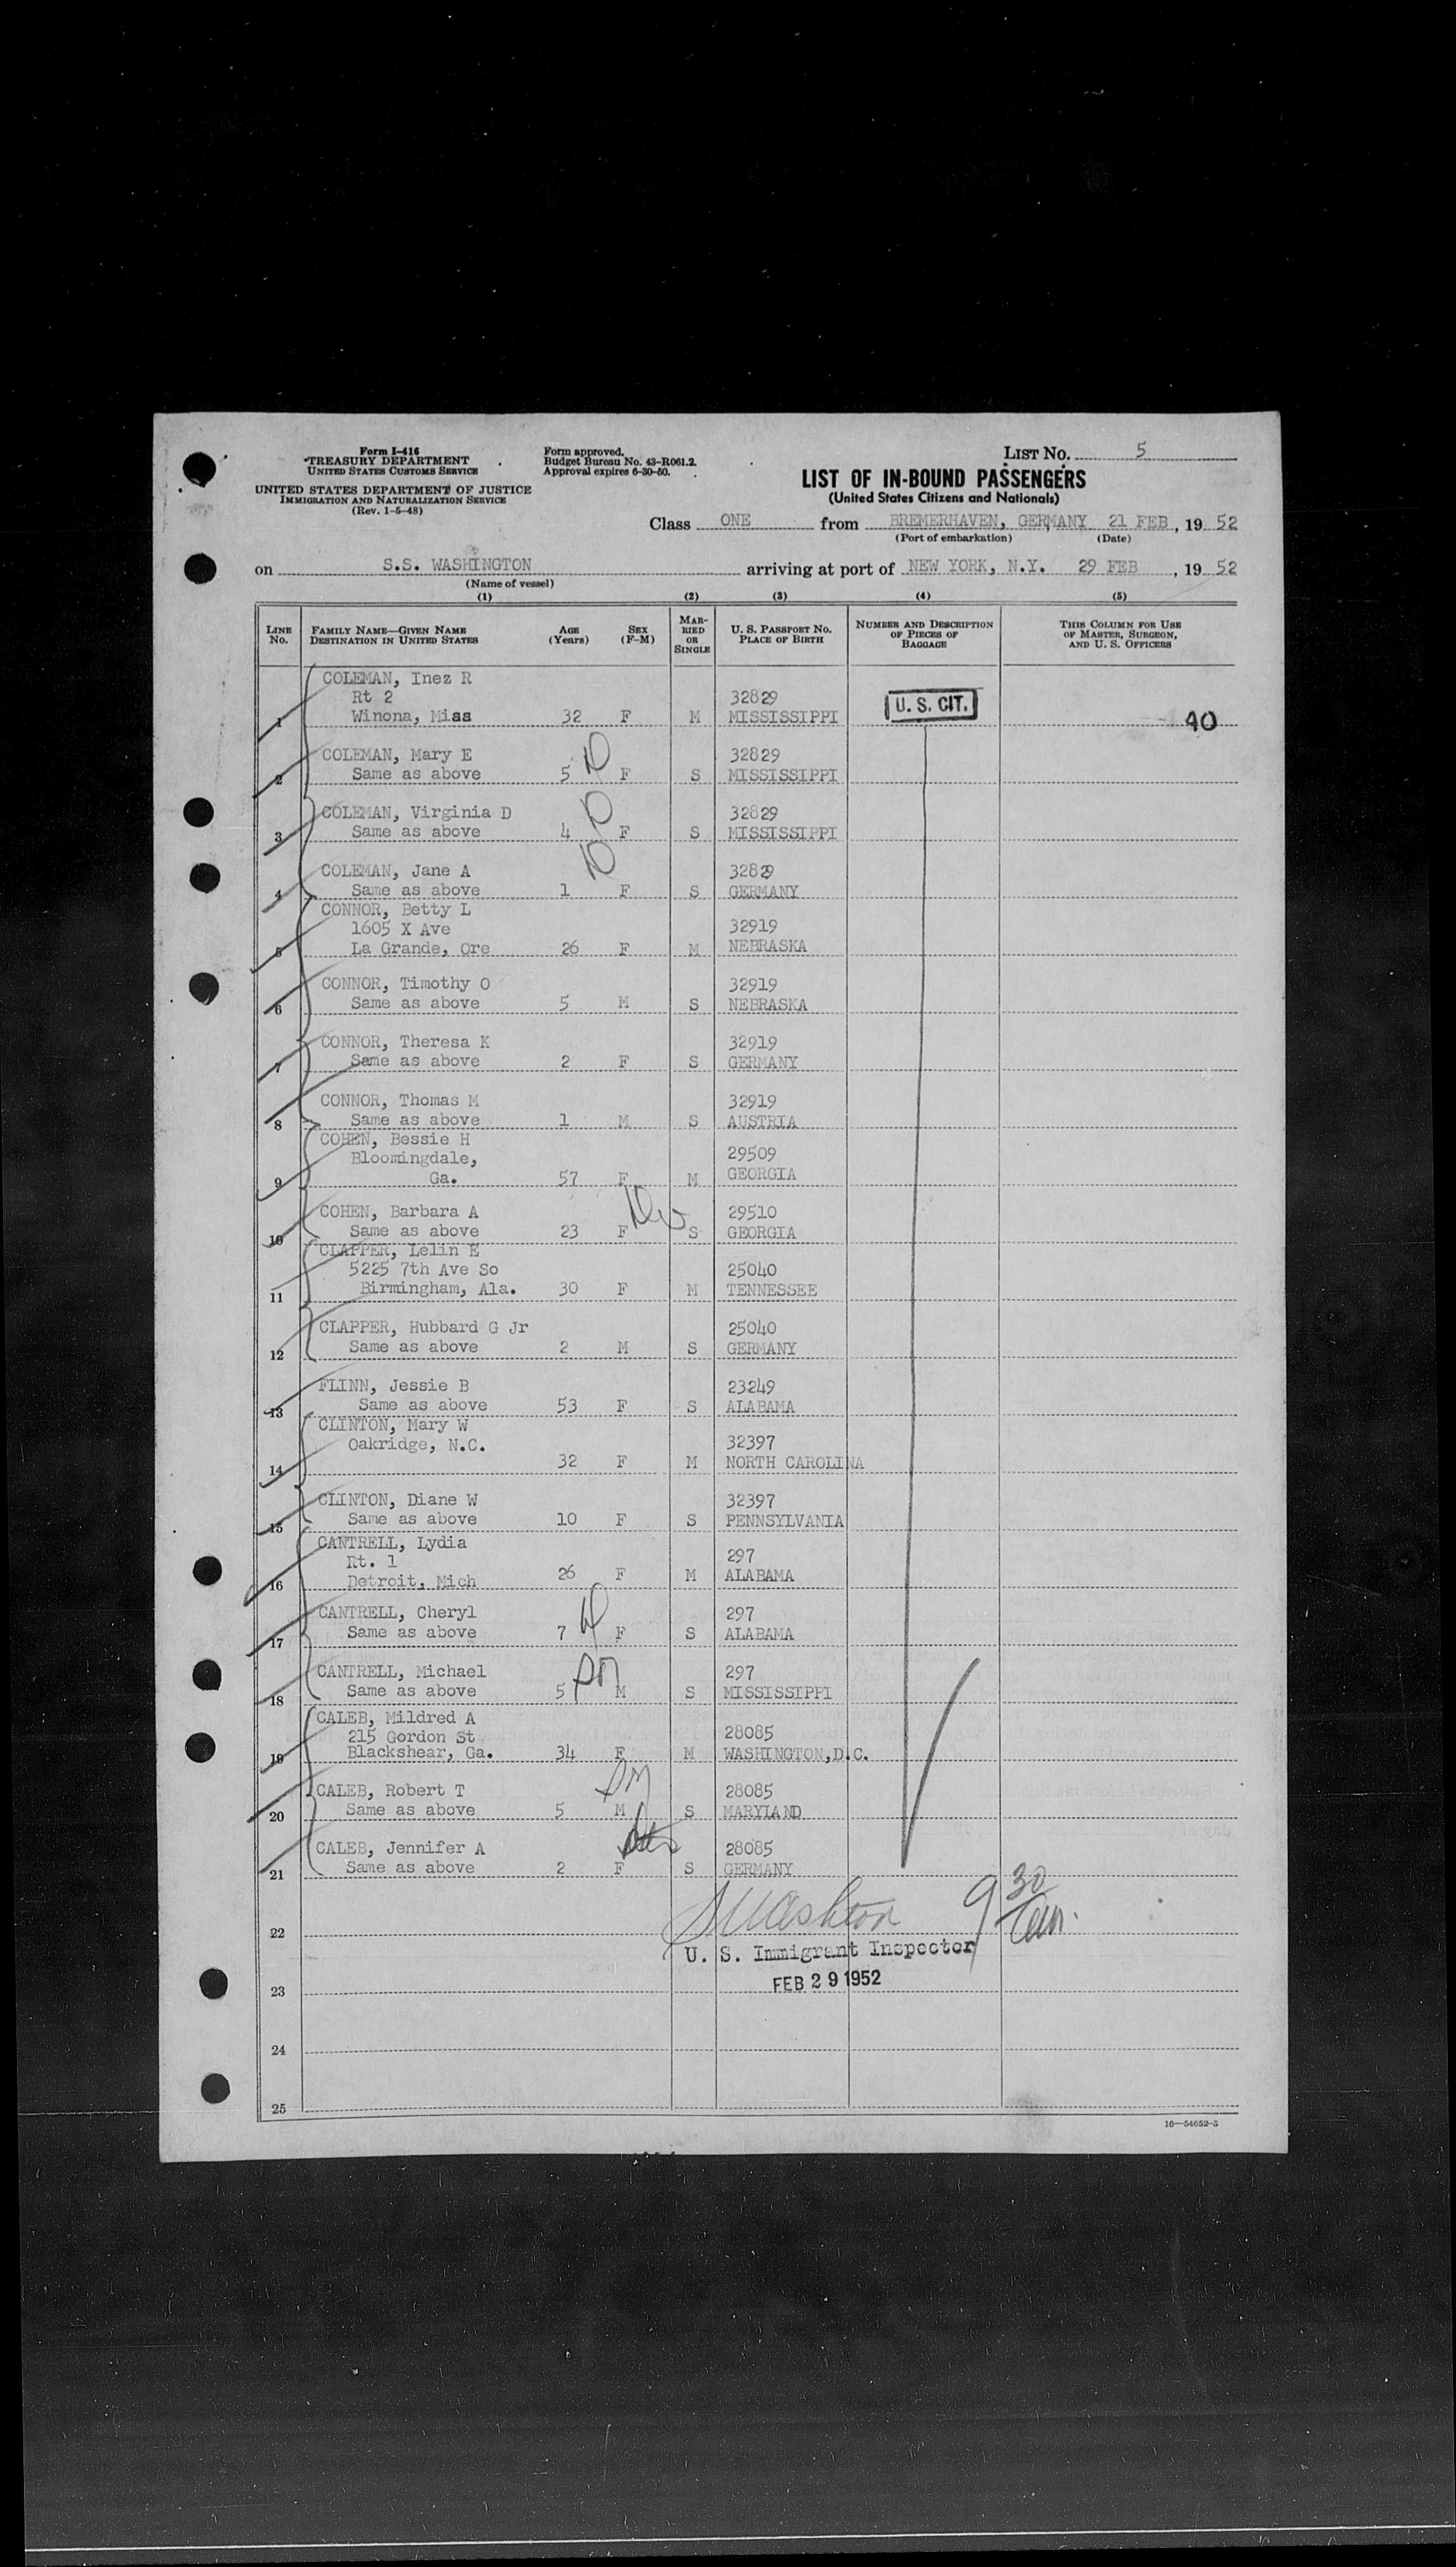 Form I-416
TREASURY DEPARTMENT
UNITED STATES CUSTOMS SERVICE
UNITED STATES DEPARTMENT OF JUSTICE
IMMIGRATION AND NATURALIZATION SERVICE
(Rev. 1-5-48)
Form approved.
Budget Bureau No. 43-R061.2.
Approval expires 6-30-50.
LIST No. 5
LIST OF IN-BOUND PASSENGERS
(United States Citizens and Nationals)
Class ONE from BREMERHAVEN, GERMANY 21 FEB, 19 52
(Port of embarkation) (Date)
on S.S. WASHINGTON arriving at port of NEW YORK, N.Y. 29 FEB, 19 52
(Name of vessel)
(1) (2) (3) (4) (5)
LINE No. FAMILY NAME—GIVEN NAME DESTINATION IN UNITED STATES AGE (Years) SEX (F-M) MARRIED OR SINGLE U. S. PASSPORT No. PLACE OF BIRTH NUMBER AND DESCRIPTION OF PIECES OF BAGGAGE THIS COLUMN FOR USE OF MASTER, SURGEON, AND U. S. OFFICERS
COLEMAN, Inez R
Rt 2 32829
1 Winona, Miss 32 F M MISSISSIPPI U. S. CIT. 40
COLEMAN, Mary E 32829
2 Same as above 5 F S MISSISSIPPI
COLEMAN, Virginia D 32829
3 Same as above 4 F S MISSISSIPPI
COLEMAN, Jane A 32829
4 Same as above 1 F S GERMANY
CONNOR, Betty L
1605 X Ave 32919
5 La Grande, Ore 26 F M NEBRASKA
CONNOR, Timothy O 32919
6 Same as above 5 M S NEBRASKA
CONNOR, Theresa K 32919
7 Same as above 2 F S GERMANY
CONNOR, Thomas M 32919
8 Same as above 1 M S AUSTRIA
COHEN, Bessie H
Bloomingdale, 29509
9 Ga. 57 F M GEORGIA
COHEN, Barbara A 29510
10 Same as above 23 F S GEORGIA
CLAPPER, Lelin E
5225 7th Ave So 25040
11 Birmingham, Ala. 30 F M TENNESSEE
CLAPPER, Hubbard G Jr 25040
12 Same as above 2 M S GERMANY
FLINN, Jessie B 23249
13 Same as above 53 F S ALABAMA
CLINTON, Mary W
Oakridge, N.C. 32397
14 32 F M NORTH CAROLINA
CLINTON, Diane W 32397
15 Same as above 10 F S PENNSYLVANIA
CANTRELL, Lydia
Rt. 1 297
16 Detroit, Mich 26 F M ALABAMA
CANTRELL, Cheryl 297
17 Same as above 7 F S ALABAMA
CANTRELL, Michael 297
18 Same as above 5 M S MISSISSIPPI
CALEB, Mildred A
215 Gordon St 28085
19 Blackshear, Ga. 34 F M WASHINGTON, D.C.
CALEB, Robert T 28085
20 Same as above 5 M S MARYLAND
CALEB, Jennifer A 28085
21 Same as above 2 F S GERMANY
9 30
22
U. S. Immigrant Inspector
FEB 29 1952
23
24
25
16—54652-3